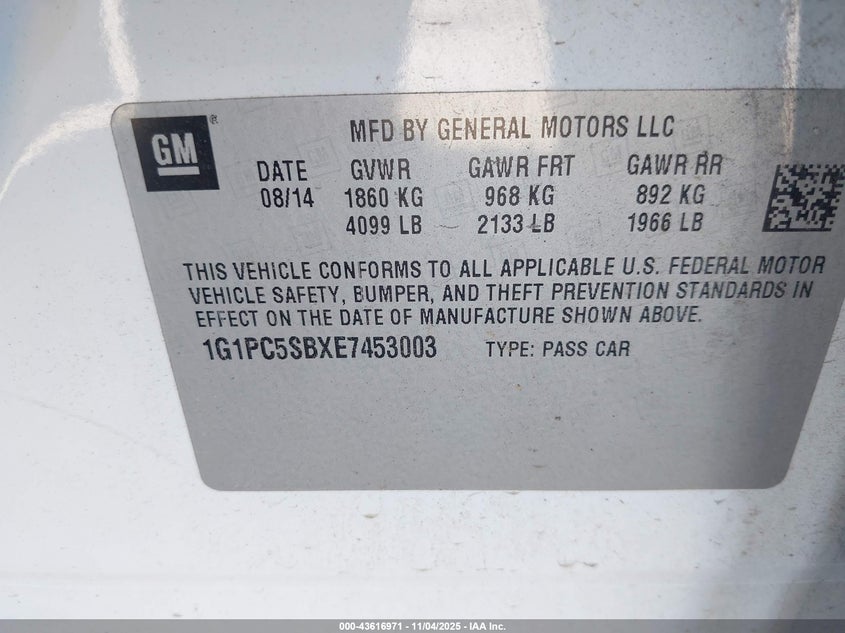 GM®
MFD BY GENERAL MOTORS LLC
DATE GVWR GAWR FRT GAWR RR
08/14 1860 KG 968 KG 892 KG
4099 LB 2133 LB 1966 LB
THIS VEHICLE CONFORMS TO ALL APPLICABLE U.S. FEDERAL MOTOR
VEHICLE SAFETY, BUMPER, AND THEFT PREVENTION STANDARDS IN
EFFECT ON THE DATE OF MANUFACTURE SHOWN ABOVE.
1G1PC5SBXE7453003 TYPE: PASS CAR
000-43616971 - 11/04/2025 - IAA Inc.